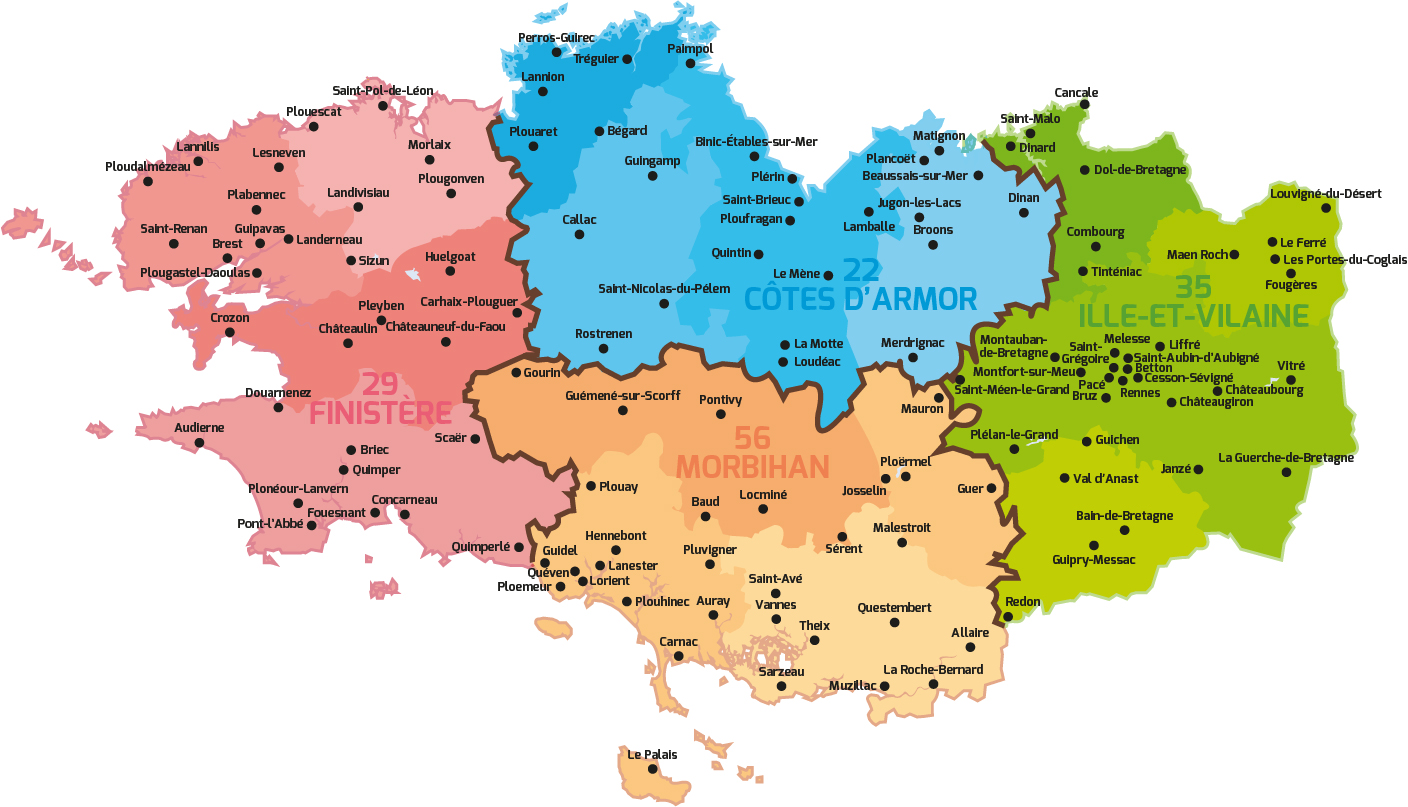 Perros-Guirec
Tréguier
Paimpol
Lannion
Saint-Pol-de-Léon
Plouescat
Cancale
Saint-Malo
Plouaret
Bégard
Lannilis
Lesneven
Morlaix
Binic-Étables-sur-Mer
Matignon
Dinard
Ploudalmézeau
Guingamp
Plancoët
Dol-de-Bretagne
Plougonven
Plérin
Beaussais-sur-Mer
Plabennec
Landivisiau
Saint-Brieuc
Jugon-les-Lacs
Dinan
Louvigné-du-Désert
Callac
Ploufragan
Lamballe
Broons
Saint-Renan
Guipavas
Landerneau
Combourg
Le Ferré
Brest
Quintin
Maen Roch
Les Portes-du-Coglais
Sizun
Huelgoat
Plougastel-Daoulas
Le Mène
22
CÔTES D'ARMOR
Tinténiac
Fougères
35
ILLE-ET-VILAINE
Saint-Nicolas-du-Pélem
Pleyben
Carhaix-Plouguer
Crozon
Châteaulin
Châteauneuf-du-Faou
Rostrenen
La Motte
Loudéac
Merdrignac
Montauban-
de-Bretagne
Saint-
Grégoire
Melesse
Liffré
Saint-Aubin-d'Aubigné
Betton
Montfort-sur-Meu
Cesson-Sévigné
Vitré
Pacé
Rennes
Châteaubourg
Saint-Méen-le-Grand
Bruz
Châteaugiron
Gourin
29
FINISTÈRE
Douarnenez
Guémené-sur-Scorff
Pontivy
Mauron
Audierne
Scaër
56
MORBIHAN
Plélan-le-Grand
Guichen
Briec
Quimper
Ploërmel
Josselin
Guer
Val d'Anast
Janzé
La Guerche-de-Bretagne
Plonéour-Lanvern
Concarneau
Fouesnant
Pont-l'Abbé
Plouay
Baud
Locminé
Bain-de-Bretagne
Malestroit
Sérent
Guipry-Messac
Quimperlé
Guidel
Hennebont
Pluvigner
Quéven
Lanester
Ploemeur
Lorient
Saint-Avé
Plouhinec
Auray
Vannes
Questembert
Redon
Theix
Allaire
Carnac
Sarzeau
Muzillac
La Roche-Bernard
Le Palais